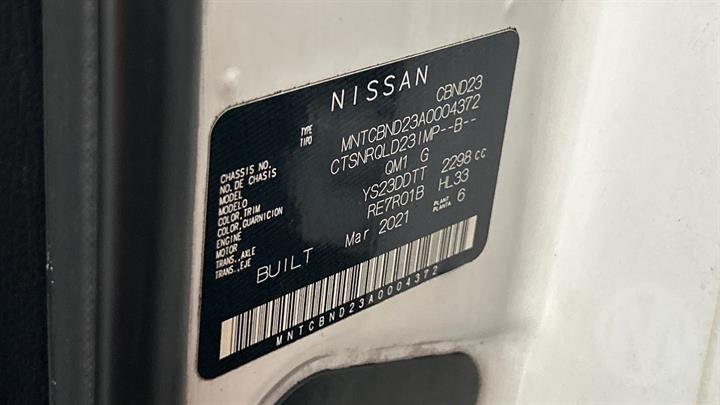 NISSAN
TYPE CBND23
TIPO
CHASSIS NO. MNTCBND23A0004372
NO. DE CHASIS
MODEL CTSNRQLD23IMP--B--
MODELO
COLOR,TRIM QM1 G
COLOR,GUARNICION
ENGINE YS23DDTT 2298 cc
MOTOR
TRANS.,AXLE RE7R01B HL33
TRANS.,EJE
PLANT 6
PLANTA
BUILT Mar 2021
MNTCBND23A0004372
M